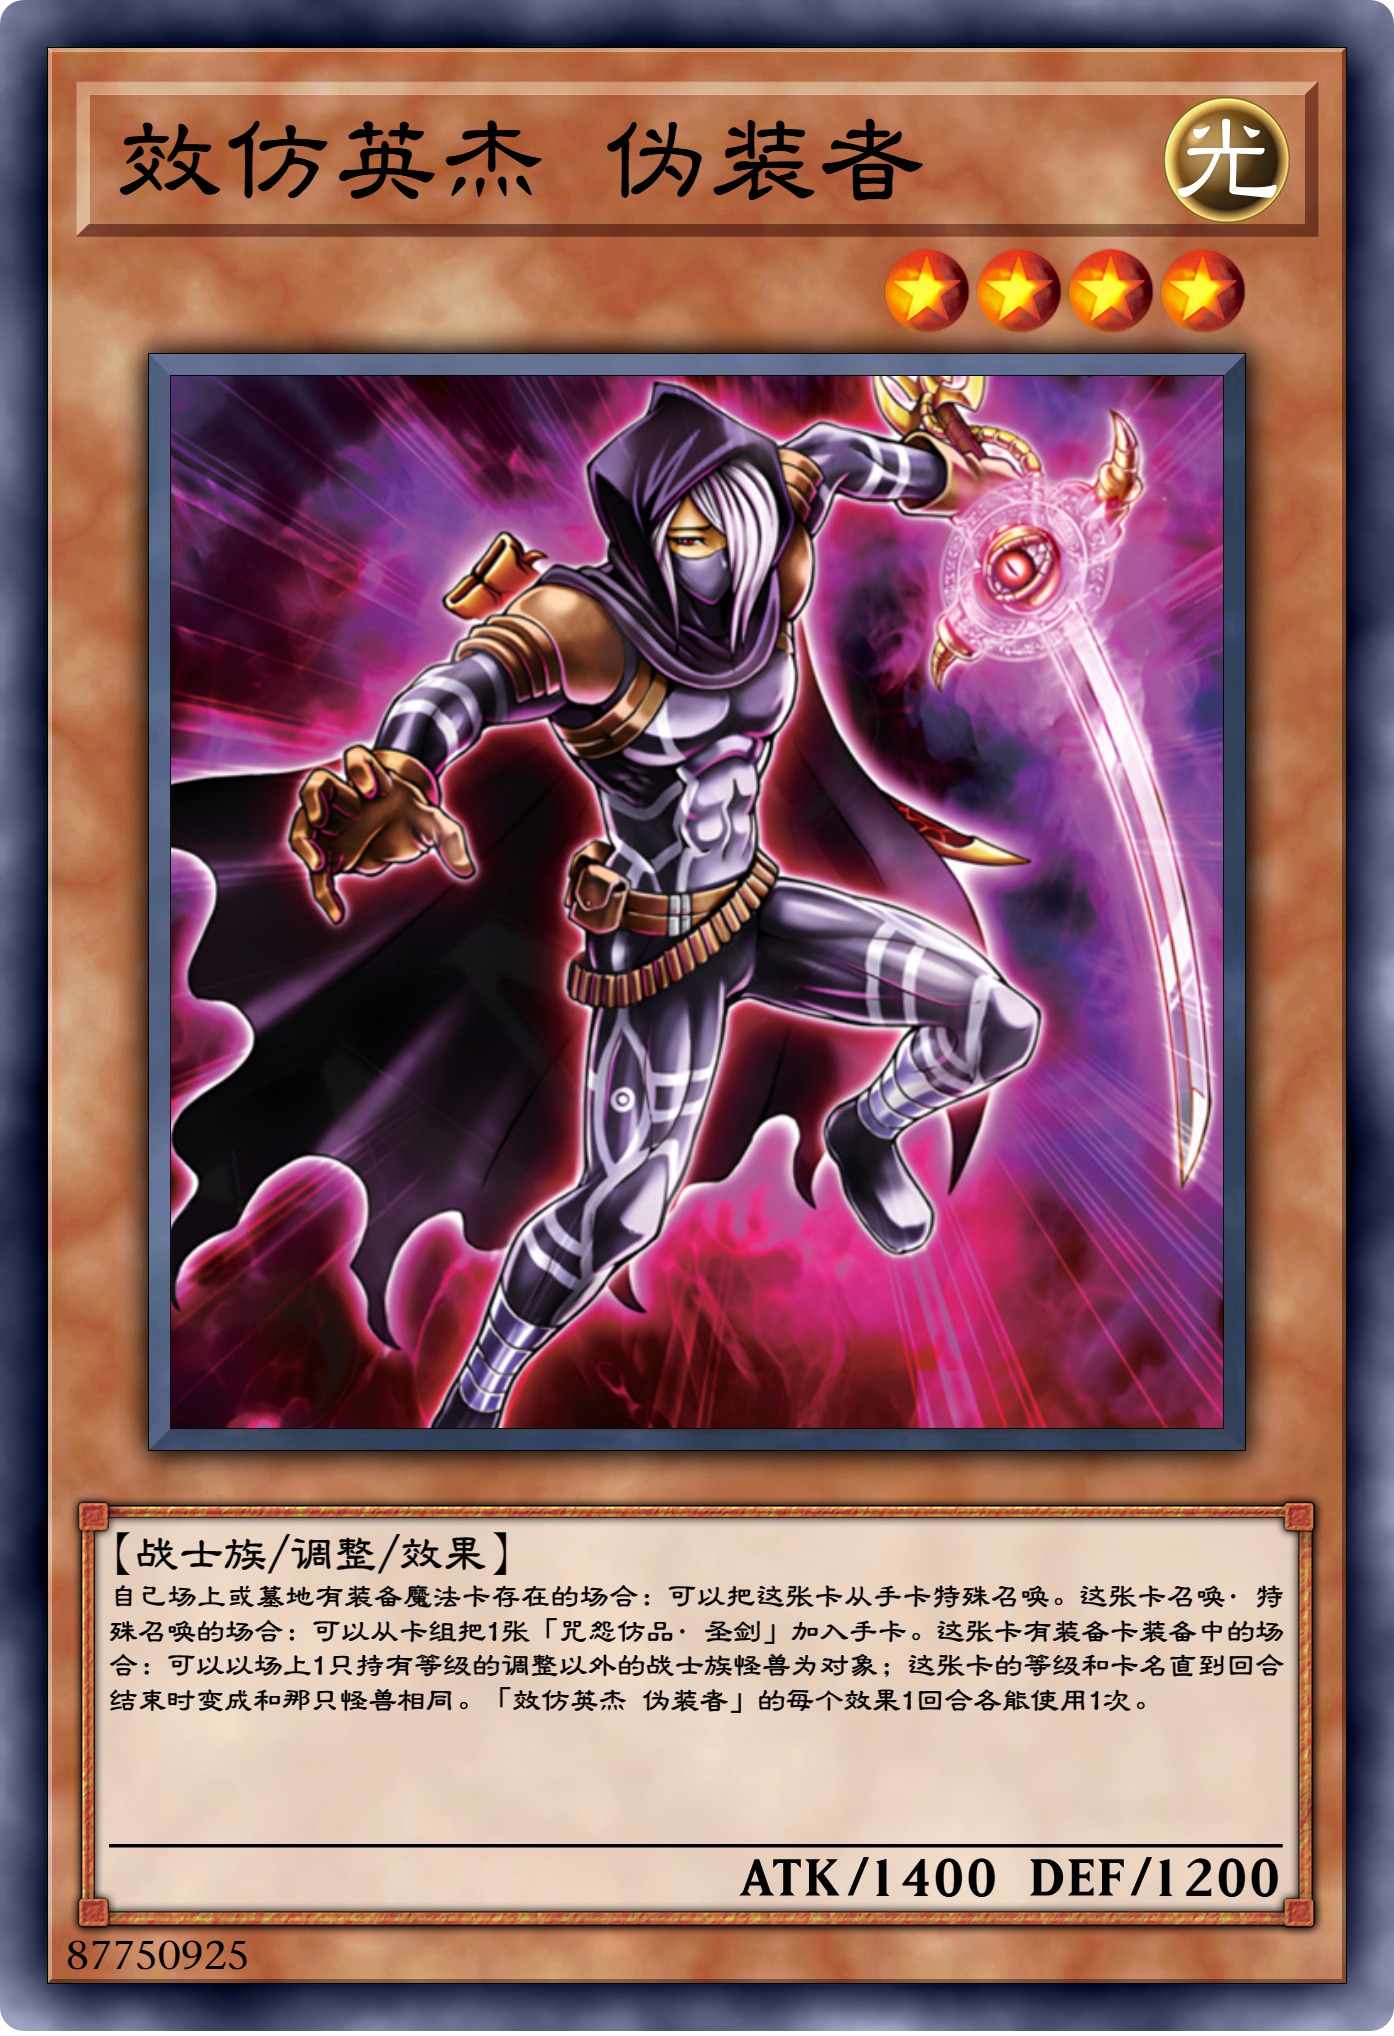 效仿英杰 伪装者
光
【战士族/调整/效果】
自己场上或墓地有装备魔法卡存在的场合：可以把这张卡从手卡特殊召唤。这张卡召唤·特
殊召唤的场合：可以从卡组把1张「咒怨仿品·圣剑」加入手卡。这张卡有装备卡装备中的场
合：可以以场上1只持有等级的调整以外的战士族怪兽为对象；这张卡的等级和卡名直到回合
结束时变成和那只怪兽相同。「效仿英杰 伪装者」的每个效果1回合各能使用1次。
ATK/1400 DEF/1200
87750925